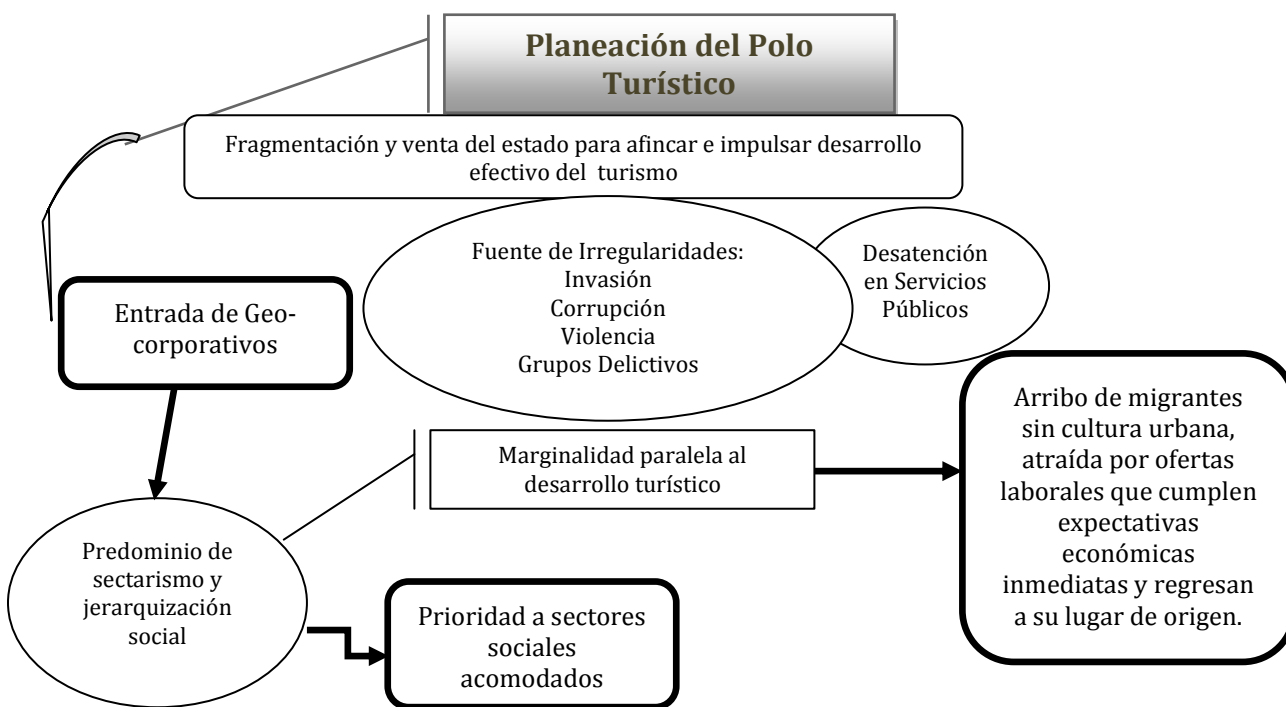 Planeación del Polo
Turístico
Fragmentación y venta del estado para afincar e impulsar desarrollo
efectivo del turismo
Fuente de Irregularidades:
Invasión
Corrupción
Violencia
Grupos Delictivos
Desatención
en Servicios
Públicos
Entrada de Geo-
corporativos
Marginalidad paralela al
desarrollo turístico
Arribo de migrantes
sin cultura urbana,
atraída por ofertas
laborales que cumplen
expectativas
económicas
inmediatas y regresan
a su lugar de origen.
Predominio de
sectarismo y
jerarquización
social
Prioridad a sectores
sociales
acomodados